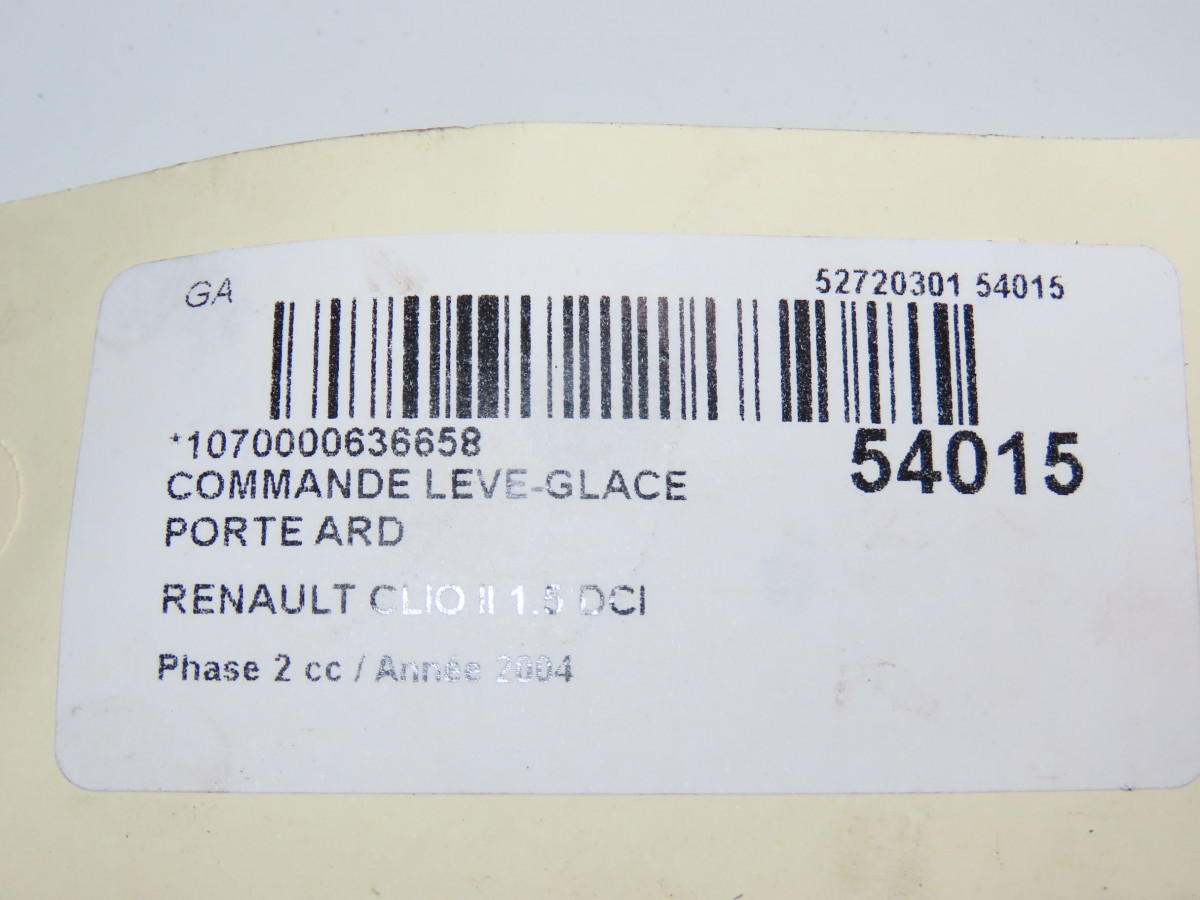 GA
52720301 54015
*1070000636658
54015
COMMANDE LEVE-GLACE
PORTE ARD
RENAULT CLIO II 1.5 DCI
Phase 2 cc / Année 2004